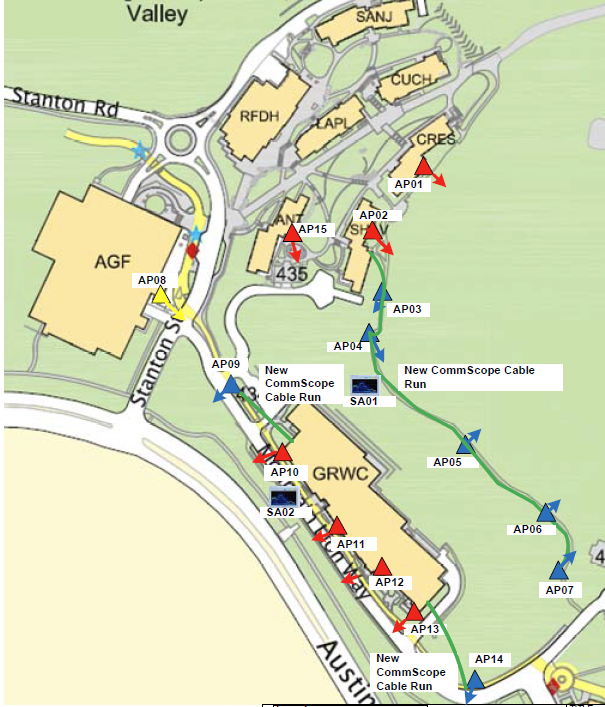 Valley
SANJ
CUCH
Stanton Rd
RFDH
LAPL
CRES
AP01
AP02
ANT
AP15
AGF
435
AP08
AP03
AP04
AP09
New
CommScope
Cable Run
New CommScope Cable
Run
SA01
AP10
GRWC
AP05
SA02
AP06
AP11
AP12
Way
AP07
AP13
Austin
New
CommScope
Cable Run
AP14